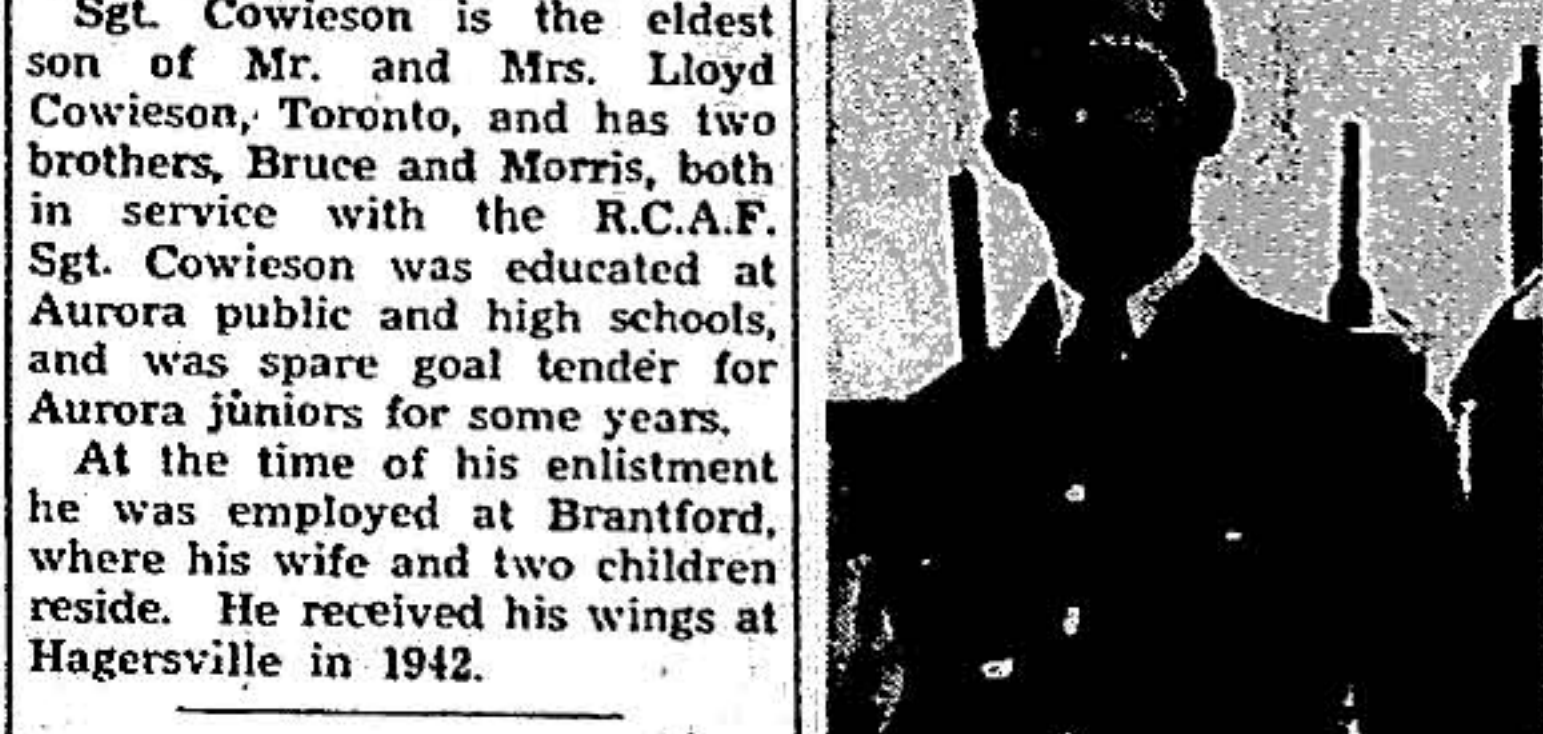 Sgt. Cowieson is the eldest
son of Mr. and Mrs. Lloyd
Cowieson, Toronto, and has two
brothers, Bruce and Morris, both
in service with the R.C.A.F.
Sgt. Cowieson was educated at
Aurora public and high schools,
and was spare goal tender for
Aurora juniors for some years.
At the time of his enlistment
he was employed at Brantford,
where his wife and two children
reside. He received his wings at
Hagersville in 1942.